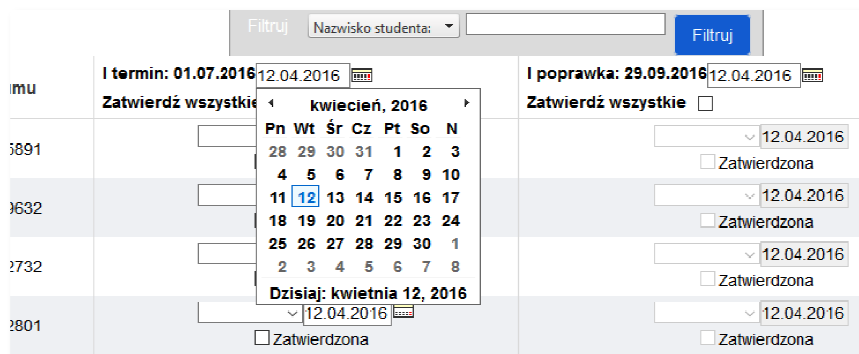 Filtruj Nazwisko studenta: Filtruj
umu I termin: 01.07.2016 12.04.2016 I poprawka: 29.09.2016 12.04.2016
Zatwierdź wszystkie Zatwierdź wszystkie
kwiecień, 2016
Pn Wt Śr Cz Pt So N
28 29 30 31 1 2 3
4 5 6 7 8 9 10
11 12 13 14 15 16 17
18 19 20 21 22 23 24
25 26 27 28 29 30 1
2 3 4 5 6 7 8
Dzisiaj: kwietnia 12, 2016
5891 12.04.2016
Zatwierdzona
9632 12.04.2016
Zatwierdzona
2732 12.04.2016
Zatwierdzona
2801 12.04.2016 12.04.2016
Zatwierdzona Zatwierdzona